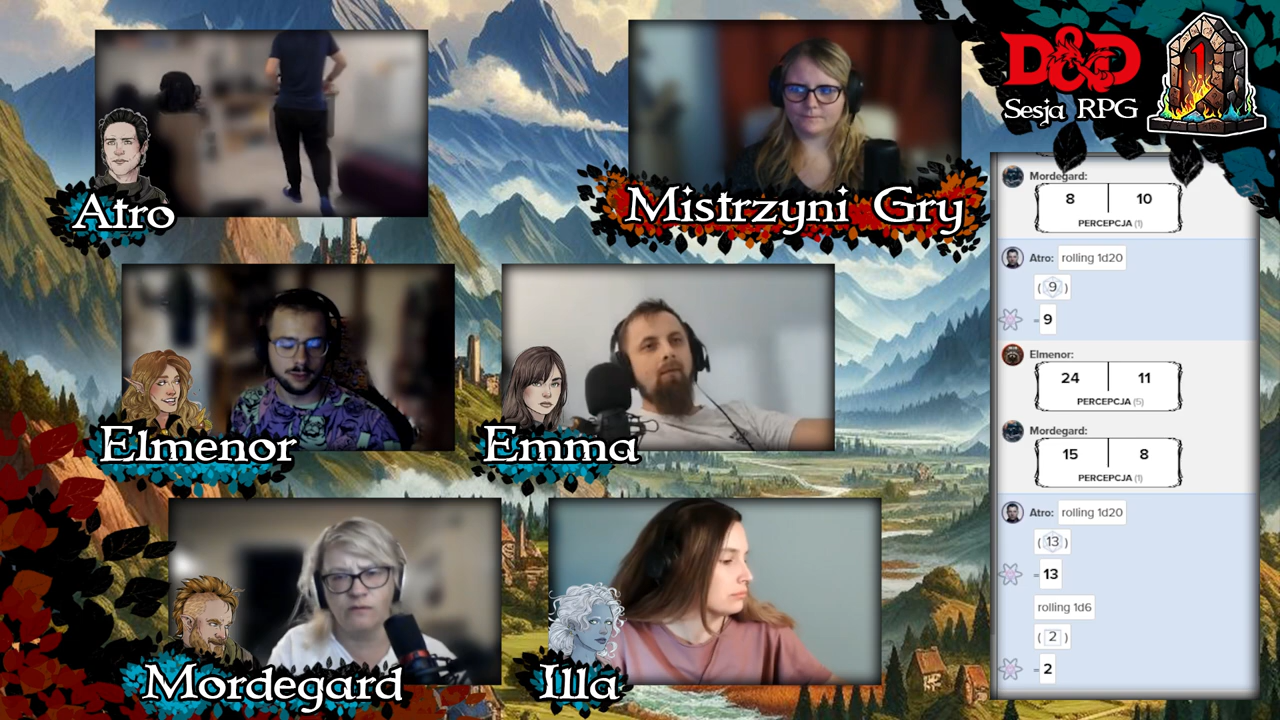 Atro
Mistrzyni Gry
Elmenor
Emma
Mordegard
Illa
D&D
Sesja RPG
1
Mordegard:
8 10
PERCEPCJA (1)
Atro: rolling 1d20
(9)
=9
Elmenor:
24 11
PERCEPCJA (5)
Mordegard:
15 8
PERCEPCJA (1)
Atro: rolling 1d20
(13)
=13
rolling 1d6
(2)
=2